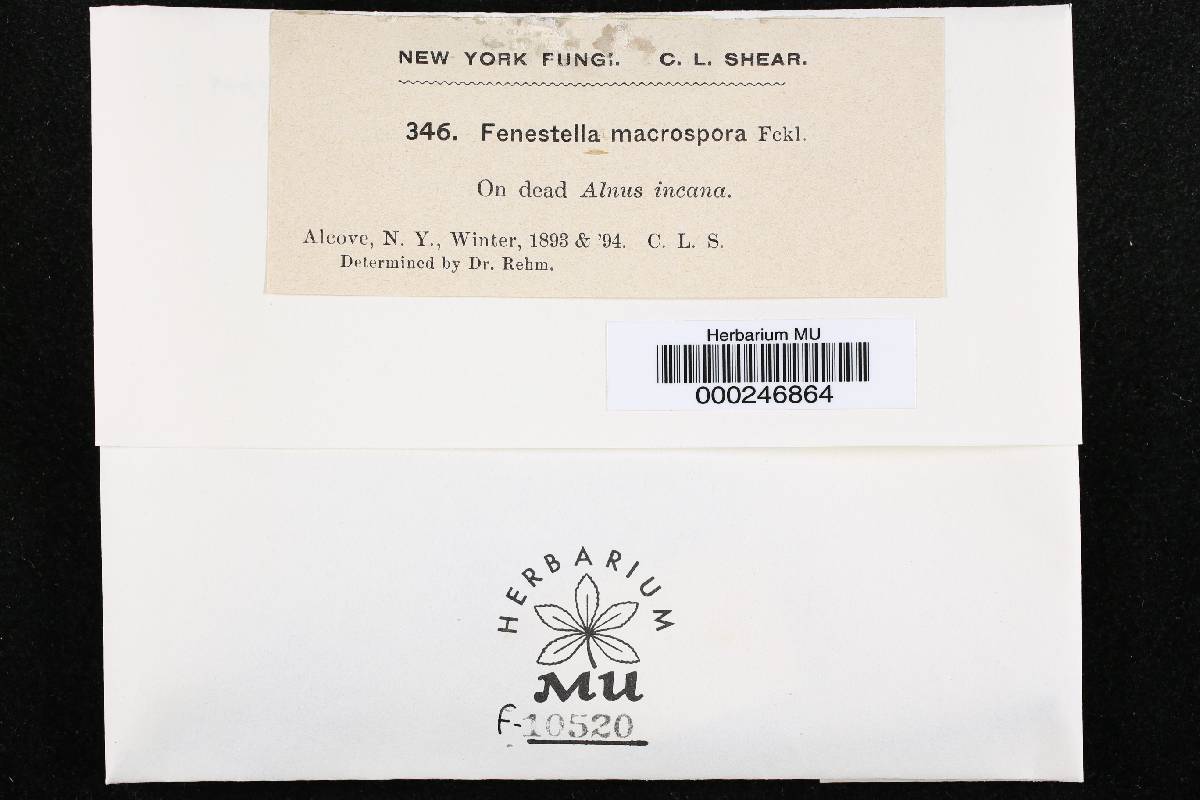 NEW YORK FUNGI. C. L. SHEAR.
346. Fenestella macrospora Fckl.
On dead Alnus incana.
Alcove, N. Y., Winter, 1893 & '94. C. L. S.
Determined by Dr. Rehm.
Herbarium MU
000246864
HERBARIUM
MU
F-10520